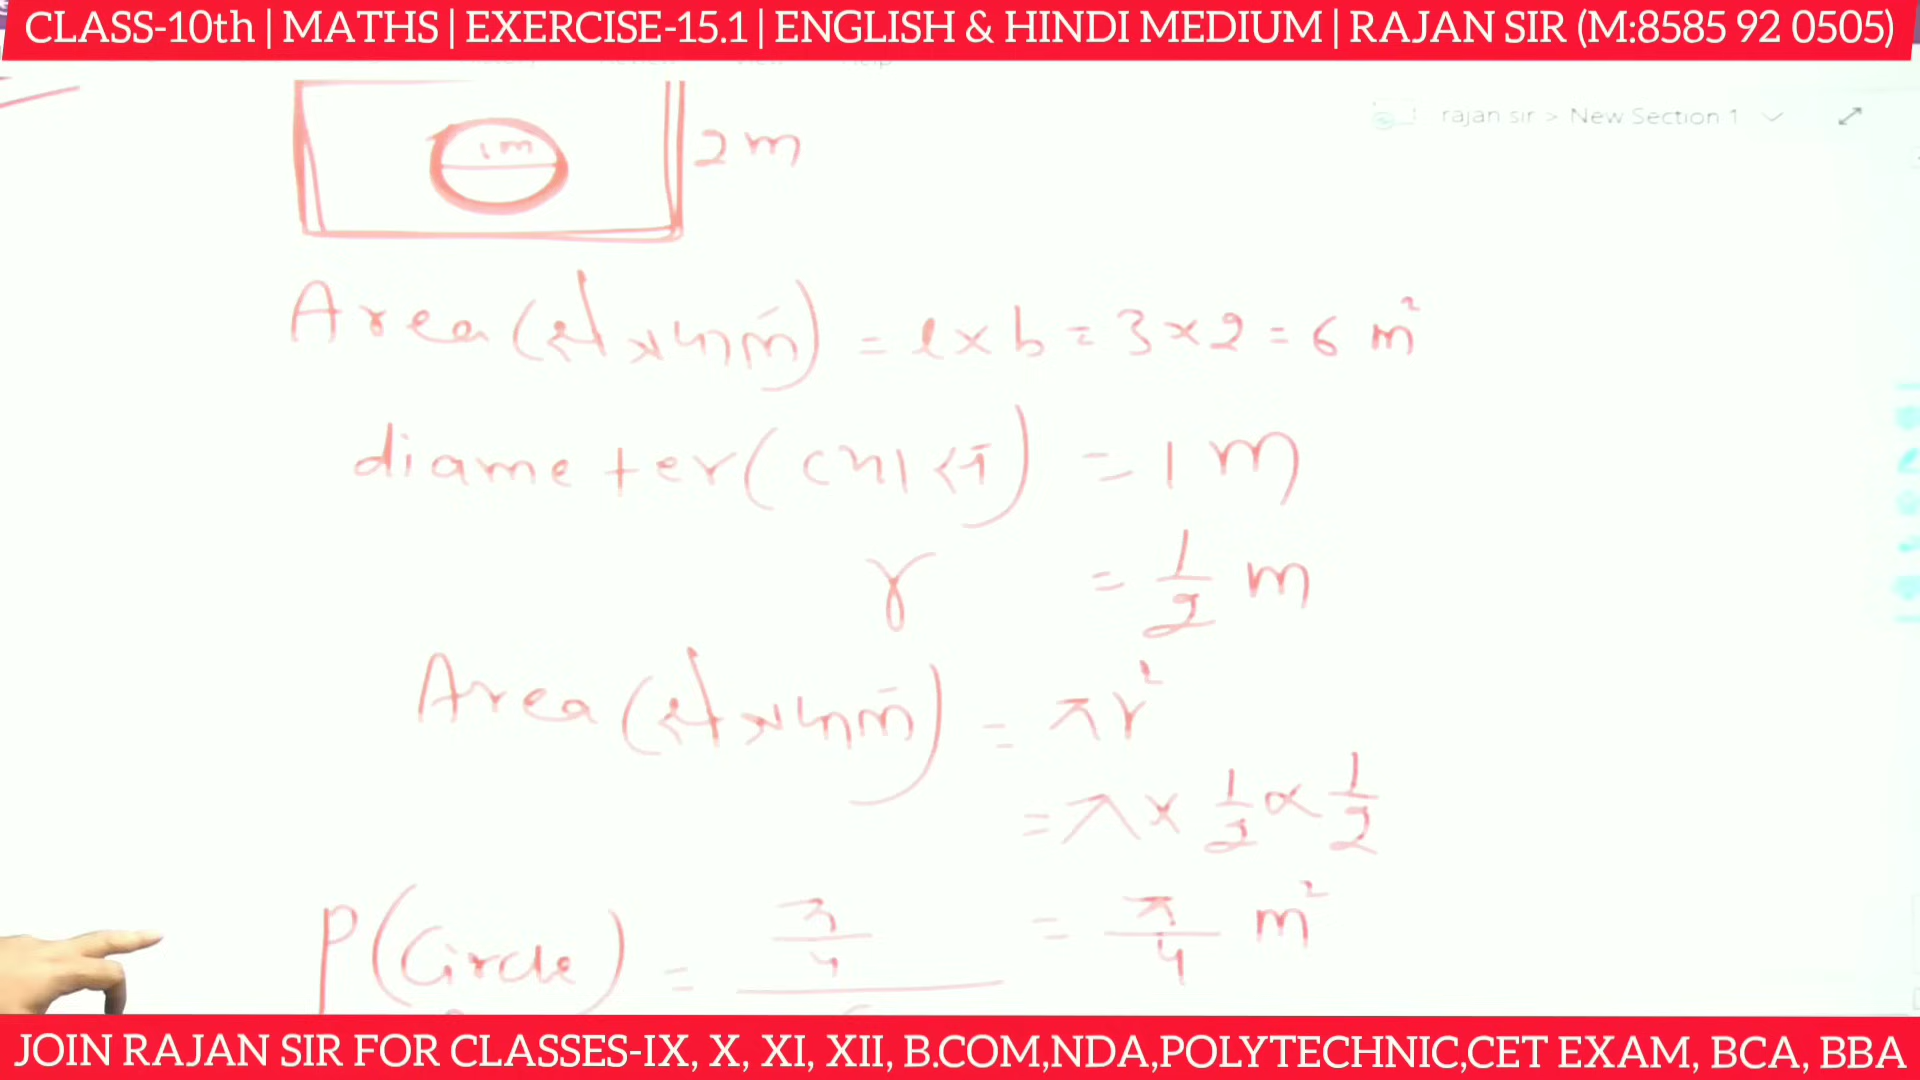 CLASS-10th | MATHS | EXERCISE-15.1 | ENGLISH & HINDI MEDIUM | RAJAN SIR (M:8585 92 0505)
rajan sir > New Section 1
1m
2m
Area (क्षेत्रफल) = l×b = 3×2 = 6 m²
diameter (व्यास) = 1 m
r = 1/2 m
Area (क्षेत्रफल) = πr²
= π × 1/2 × 1/2
= π/4 m²
P(Circle) = π/4
JOIN RAJAN SIR FOR CLASSES-IX, X, XI, XII, B.COM,NDA,POLYTECHNIC,CET EXAM, BCA, BBA